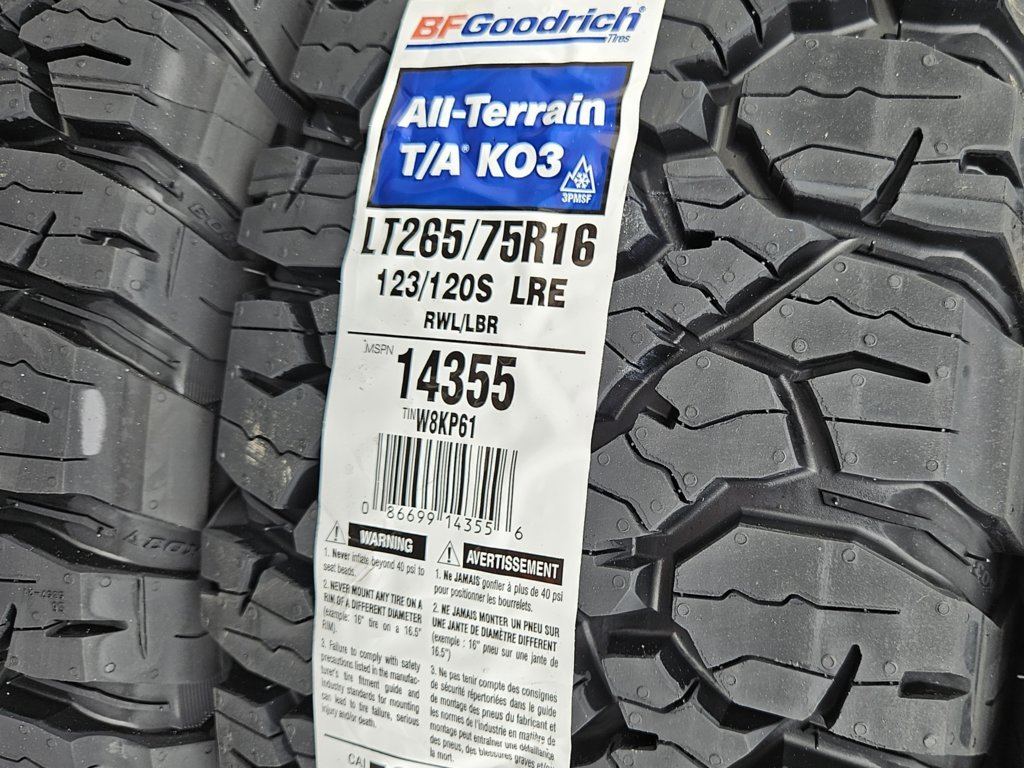 BFGoodrich®
Tires
All-Terrain
T/A® KO3
3PMSF
LT265/75R16
123/120S LRE
RWL/LBR
MSPN 14355
TIN W8KP61
0 86699 14355 6
WARNING
1. Never inflate beyond 40 psi to
seat beads.
2. NEVER MOUNT ANY TIRE ON A
RIM OF A DIFFERENT DIAMETER
(example: 16" tire on a 16.5"
RIM).
3. Failure to comply with safety
precautions listed in the manufac-
turer's tire fitment guide and
industry standards for mounting
can lead to tire failure, serious
injury and/or death.
AVERTISSEMENT
1. Ne JAMAIS gonfler à plus de 40 psi
pour positionner les bourrelets.
2. NE JAMAIS MONTER UN PNEU SUR
UNE JANTE DE DIAMÈTRE DIFFERENT
(exemple : 16" pneu sur une jante de
16.5")
3. Ne pas tenir compte des consignes
de sécurité répertoriées dans le guide
de montage des pneus du fabricant et
les normes de l'industrie en matière de
montage peut entraîner une défaillance
des pneus, des blessures graves et/ou
la mort.
CAI